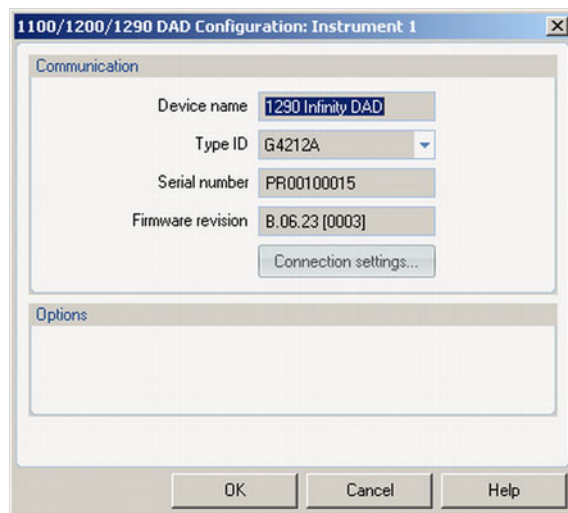 1100/1200/1290 DAD Configuration: Instrument 1
Communication
Device name 1290 Infinity DAD
Type ID G4212A
Serial number PR00100015
Firmware revision B.06.23 [0003]
Connection settings...
Options
OK Cancel Help